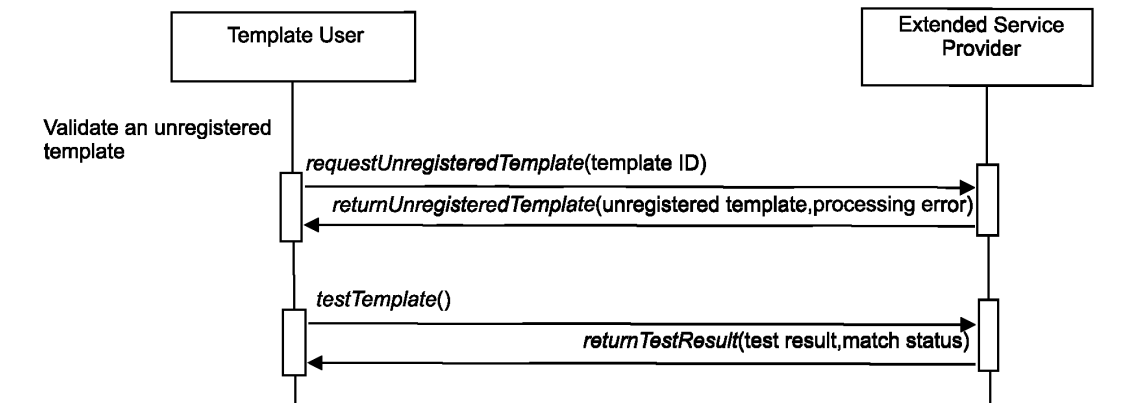 Template User
Extended Service
Provider
Validate an unregistered
template
requestUnregisteredTemplate(template ID)
returnUnregisteredTemplate(unregistered template,processing error)
testTemplate()
returnTestResult(test result,match status)